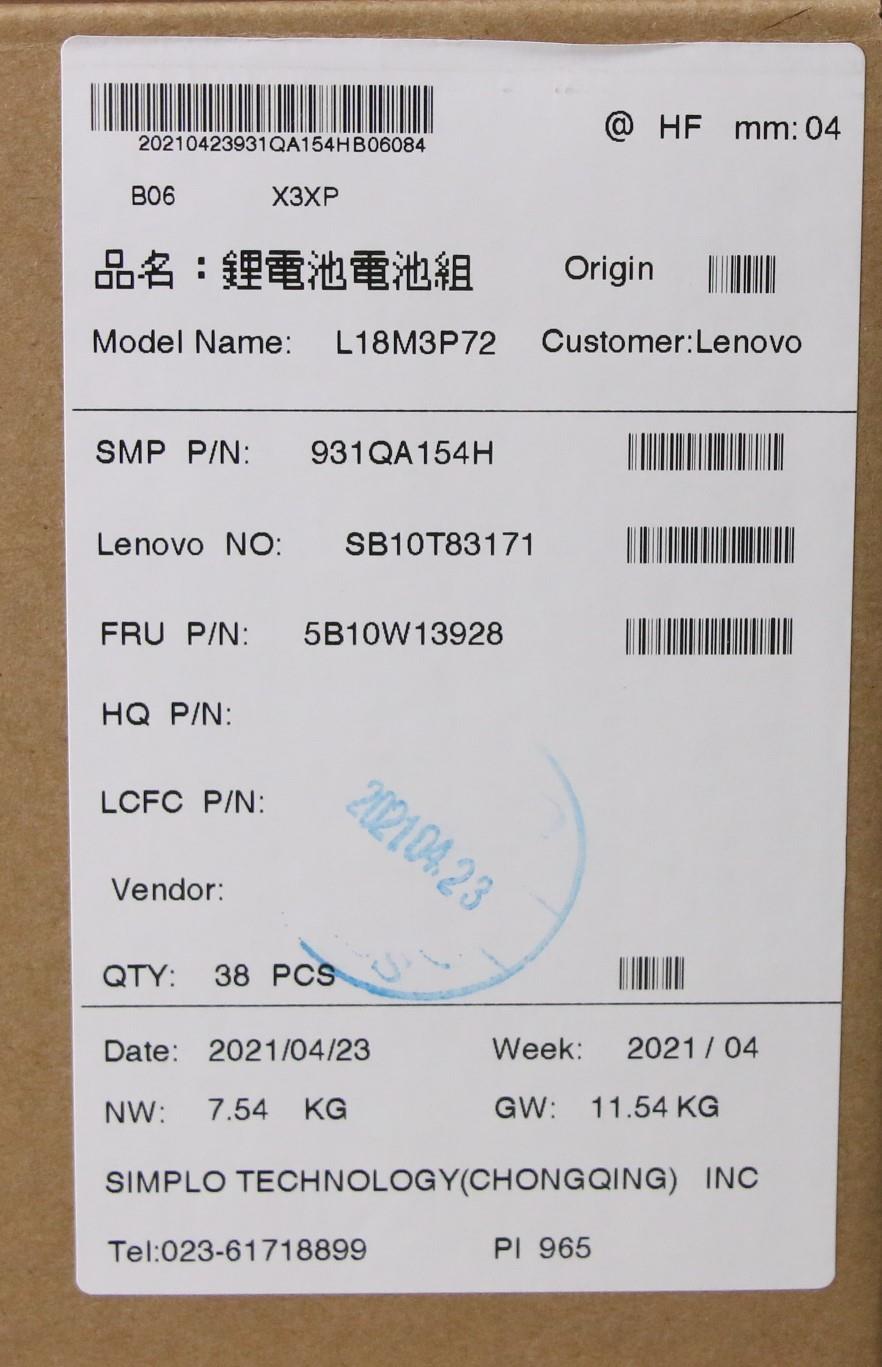 20210423931QA154HB06084
@ HF mm: 04
B06 X3XP
品名：鋰電池電池組 Origin
Model Name: L18M3P72 Customer:Lenovo
SMP P/N: 931QA154H
Lenovo NO: SB10T83171
FRU P/N: 5B10W13928
HQ P/N:
LCFC P/N:
2021.04.23
Vendor:
QTY: 38 PCS
Date: 2021/04/23 Week: 2021 / 04
NW: 7.54 KG GW: 11.54 KG
SIMPLO TECHNOLOGY(CHONGQING) INC
Tel:023-61718899 PI 965